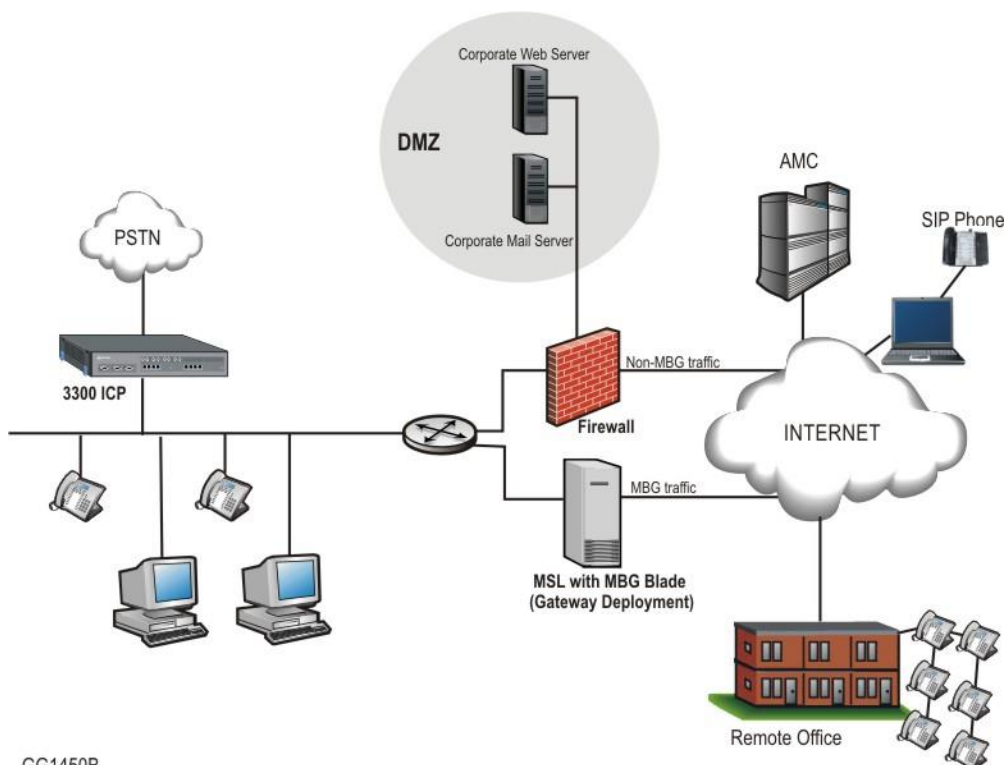 Corporate Web Server
DMZ
Corporate Mail Server
AMC
SIP Phone
PSTN
3300 ICP
Non-MBG traffic
Firewall
INTERNET
MBG traffic
MSL with MBG Blade
(Gateway Deployment)
Remote Office